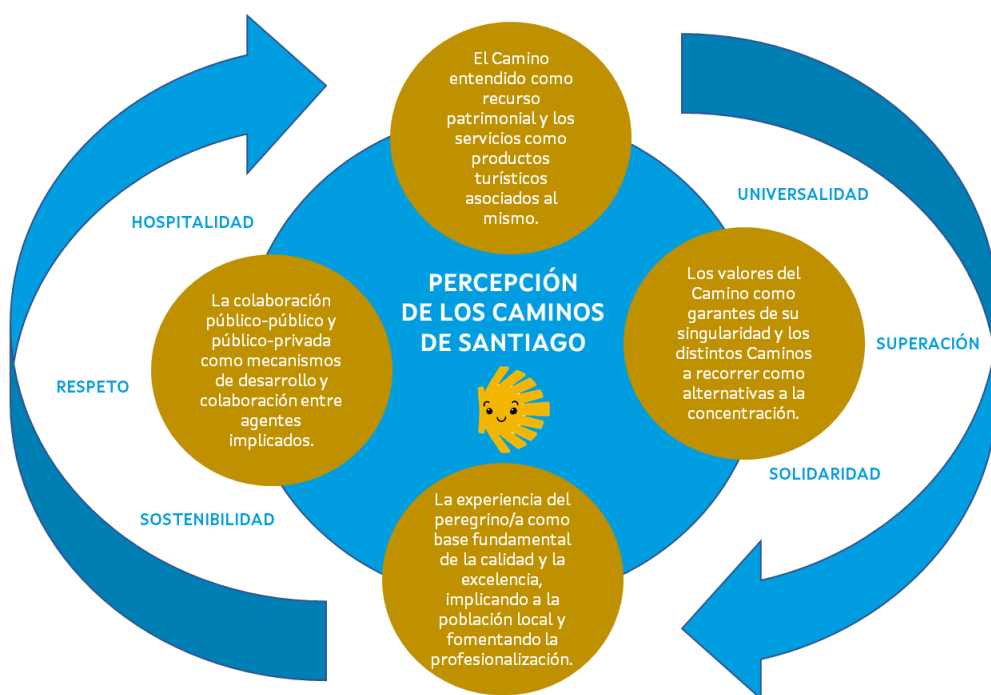 El Camino
entendido como
recurso
patrimonial y los
servicios como
productos
turísticos
asociados al
mismo.
HOSPITALIDAD
UNIVERSALIDAD
PERCEPCIÓN
DE LOS CAMINOS
DE SANTIAGO
La colaboración
público-público y
público-privada
como mecanismos
de desarrollo y
colaboración entre
agentes
implicados.
Los valores del
Camino como
garantes de su
singularidad y los
distintos Caminos
a recorrer como
alternativas a la
concentración.
RESPETO
SUPERACIÓN
SOSTENIBILIDAD
SOLIDARIDAD
La experiencia del
peregrino/a como
base fundamental
de la calidad y la
excelencia,
implicando a la
población local y
fomentando la
profesionalización.